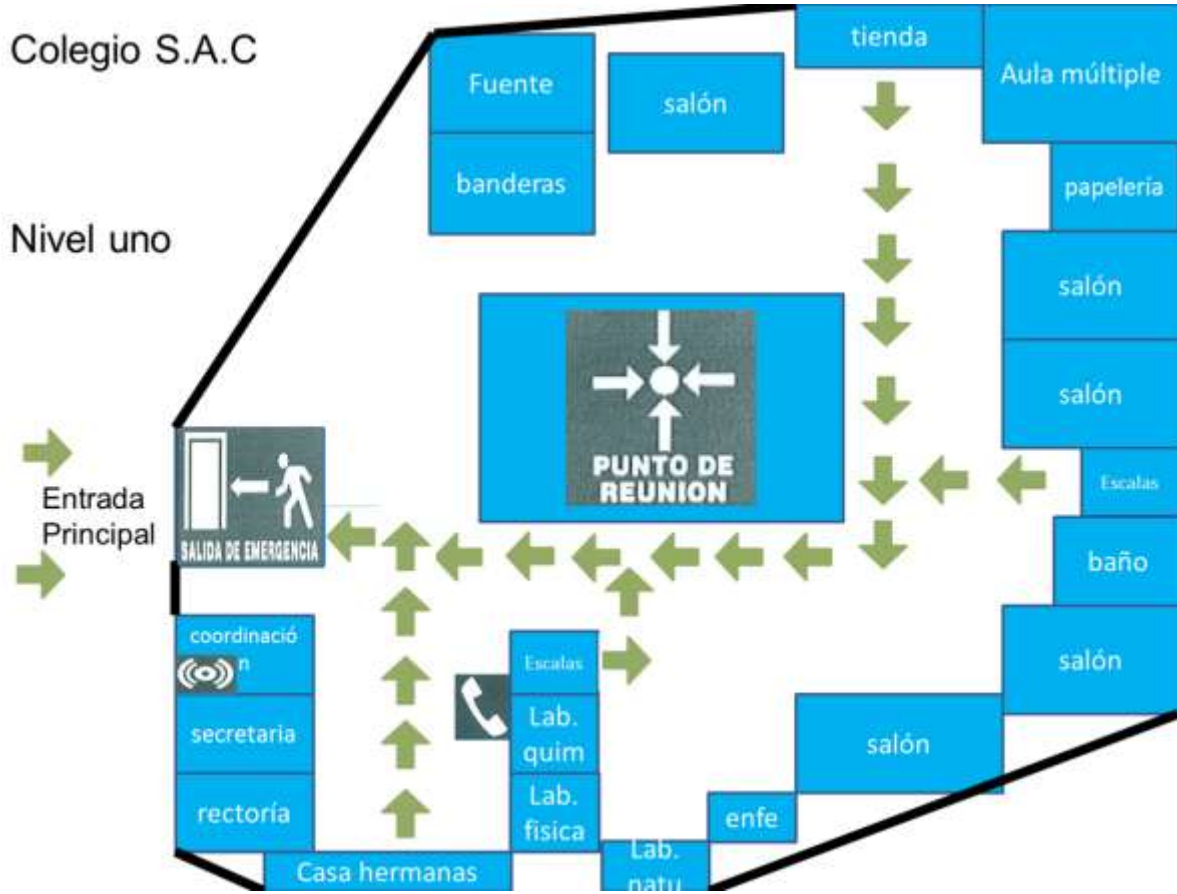 Colegio S.A.C
Nivel uno
Entrada
Principal
Fuente
banderas
salón
tienda
Aula múltiple
papelería
salón
salón
Escalas
baño
salón
salón
enfe
Lab.
natu
PUNTO DE
REUNION
SALIDA DE EMERGENCIA
coordinació
n
secretaria
rectoría
Casa hermanas
Escalas
Lab.
quim
Lab.
fisica